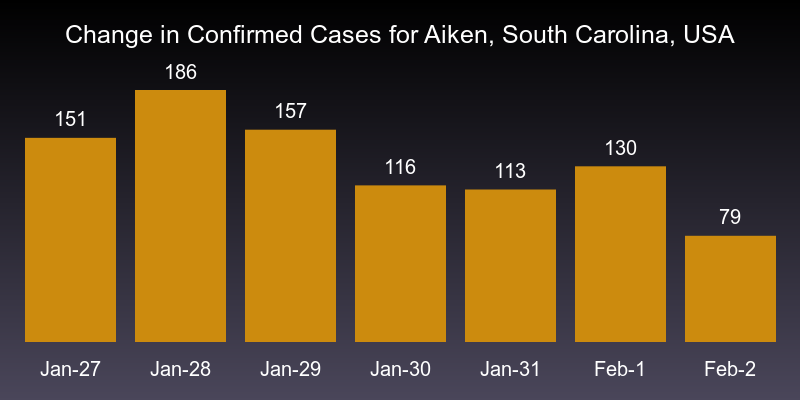 Change in Confirmed Cases for Aiken, South Carolina, USA
151
186
157
116
113
130
79
Jan-27
Jan-28
Jan-29
Jan-30
Jan-31
Feb-1
Feb-2